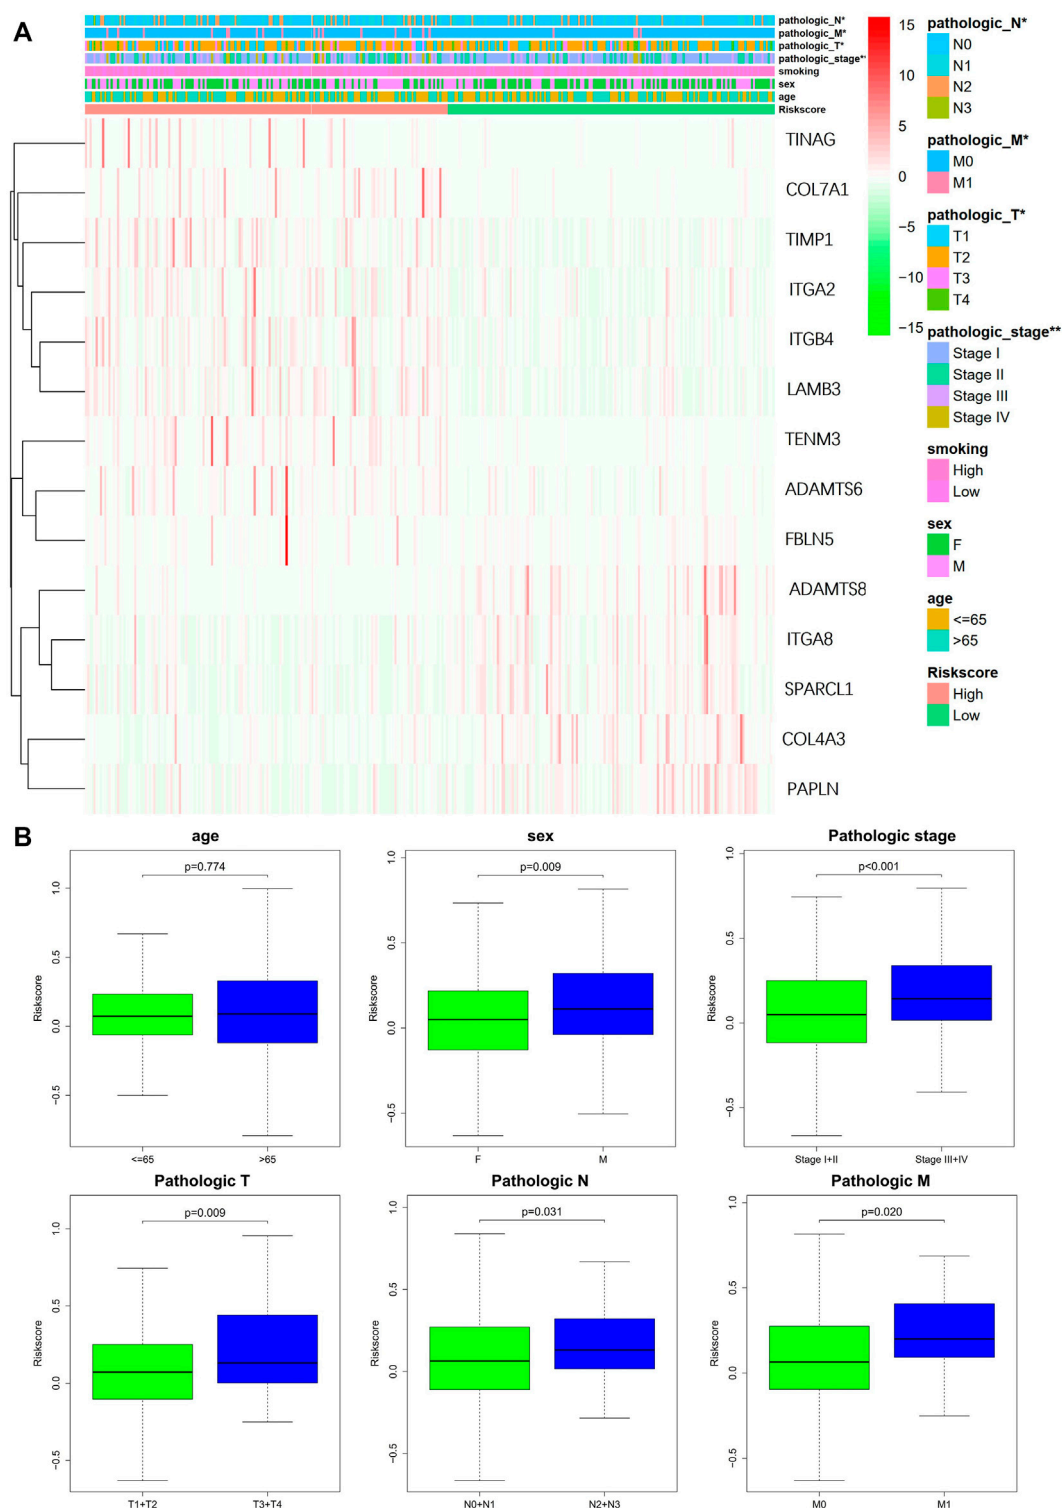 A
pathologic_N*
pathologic_M*
pathologic_T*
pathologic_stage**
smoking
sex
age
Riskscore
TINAG
COL7A1
TIMP1
ITGA2
ITGB4
LAMB3
TENM3
ADAMTS6
FBLN5
ADAMTS8
ITGA8
SPARCL1
COL4A3
PAPLN
15
10
5
0
−5
−10
−15
pathologic_N*
N0
N1
N2
N3
pathologic_M*
M0
M1
pathologic_T*
T1
T2
T3
T4
pathologic_stage**
Stage I
Stage II
Stage III
Stage IV
smoking
High
Low
sex
F
M
age
<=65
>65
Riskscore
High
Low
B
age
p=0.774
Riskscore
1.0
0.5
0.0
−0.5
<=65
>65
sex
p=0.009
Riskscore
1.0
0.5
0.0
−0.5
F
M
Pathologic stage
p<0.001
Riskscore
1.0
0.5
0.0
−0.5
Stage I+II
Stage III+IV
Pathologic T
p=0.009
Riskscore
1.0
0.5
0.0
−0.5
T1+T2
T3+T4
Pathologic N
p=0.031
Riskscore
1.0
0.5
0.0
−0.5
N0+N1
N2+N3
Pathologic M
p=0.020
Riskscore
1.0
0.5
0.0
−0.5
M0
M1